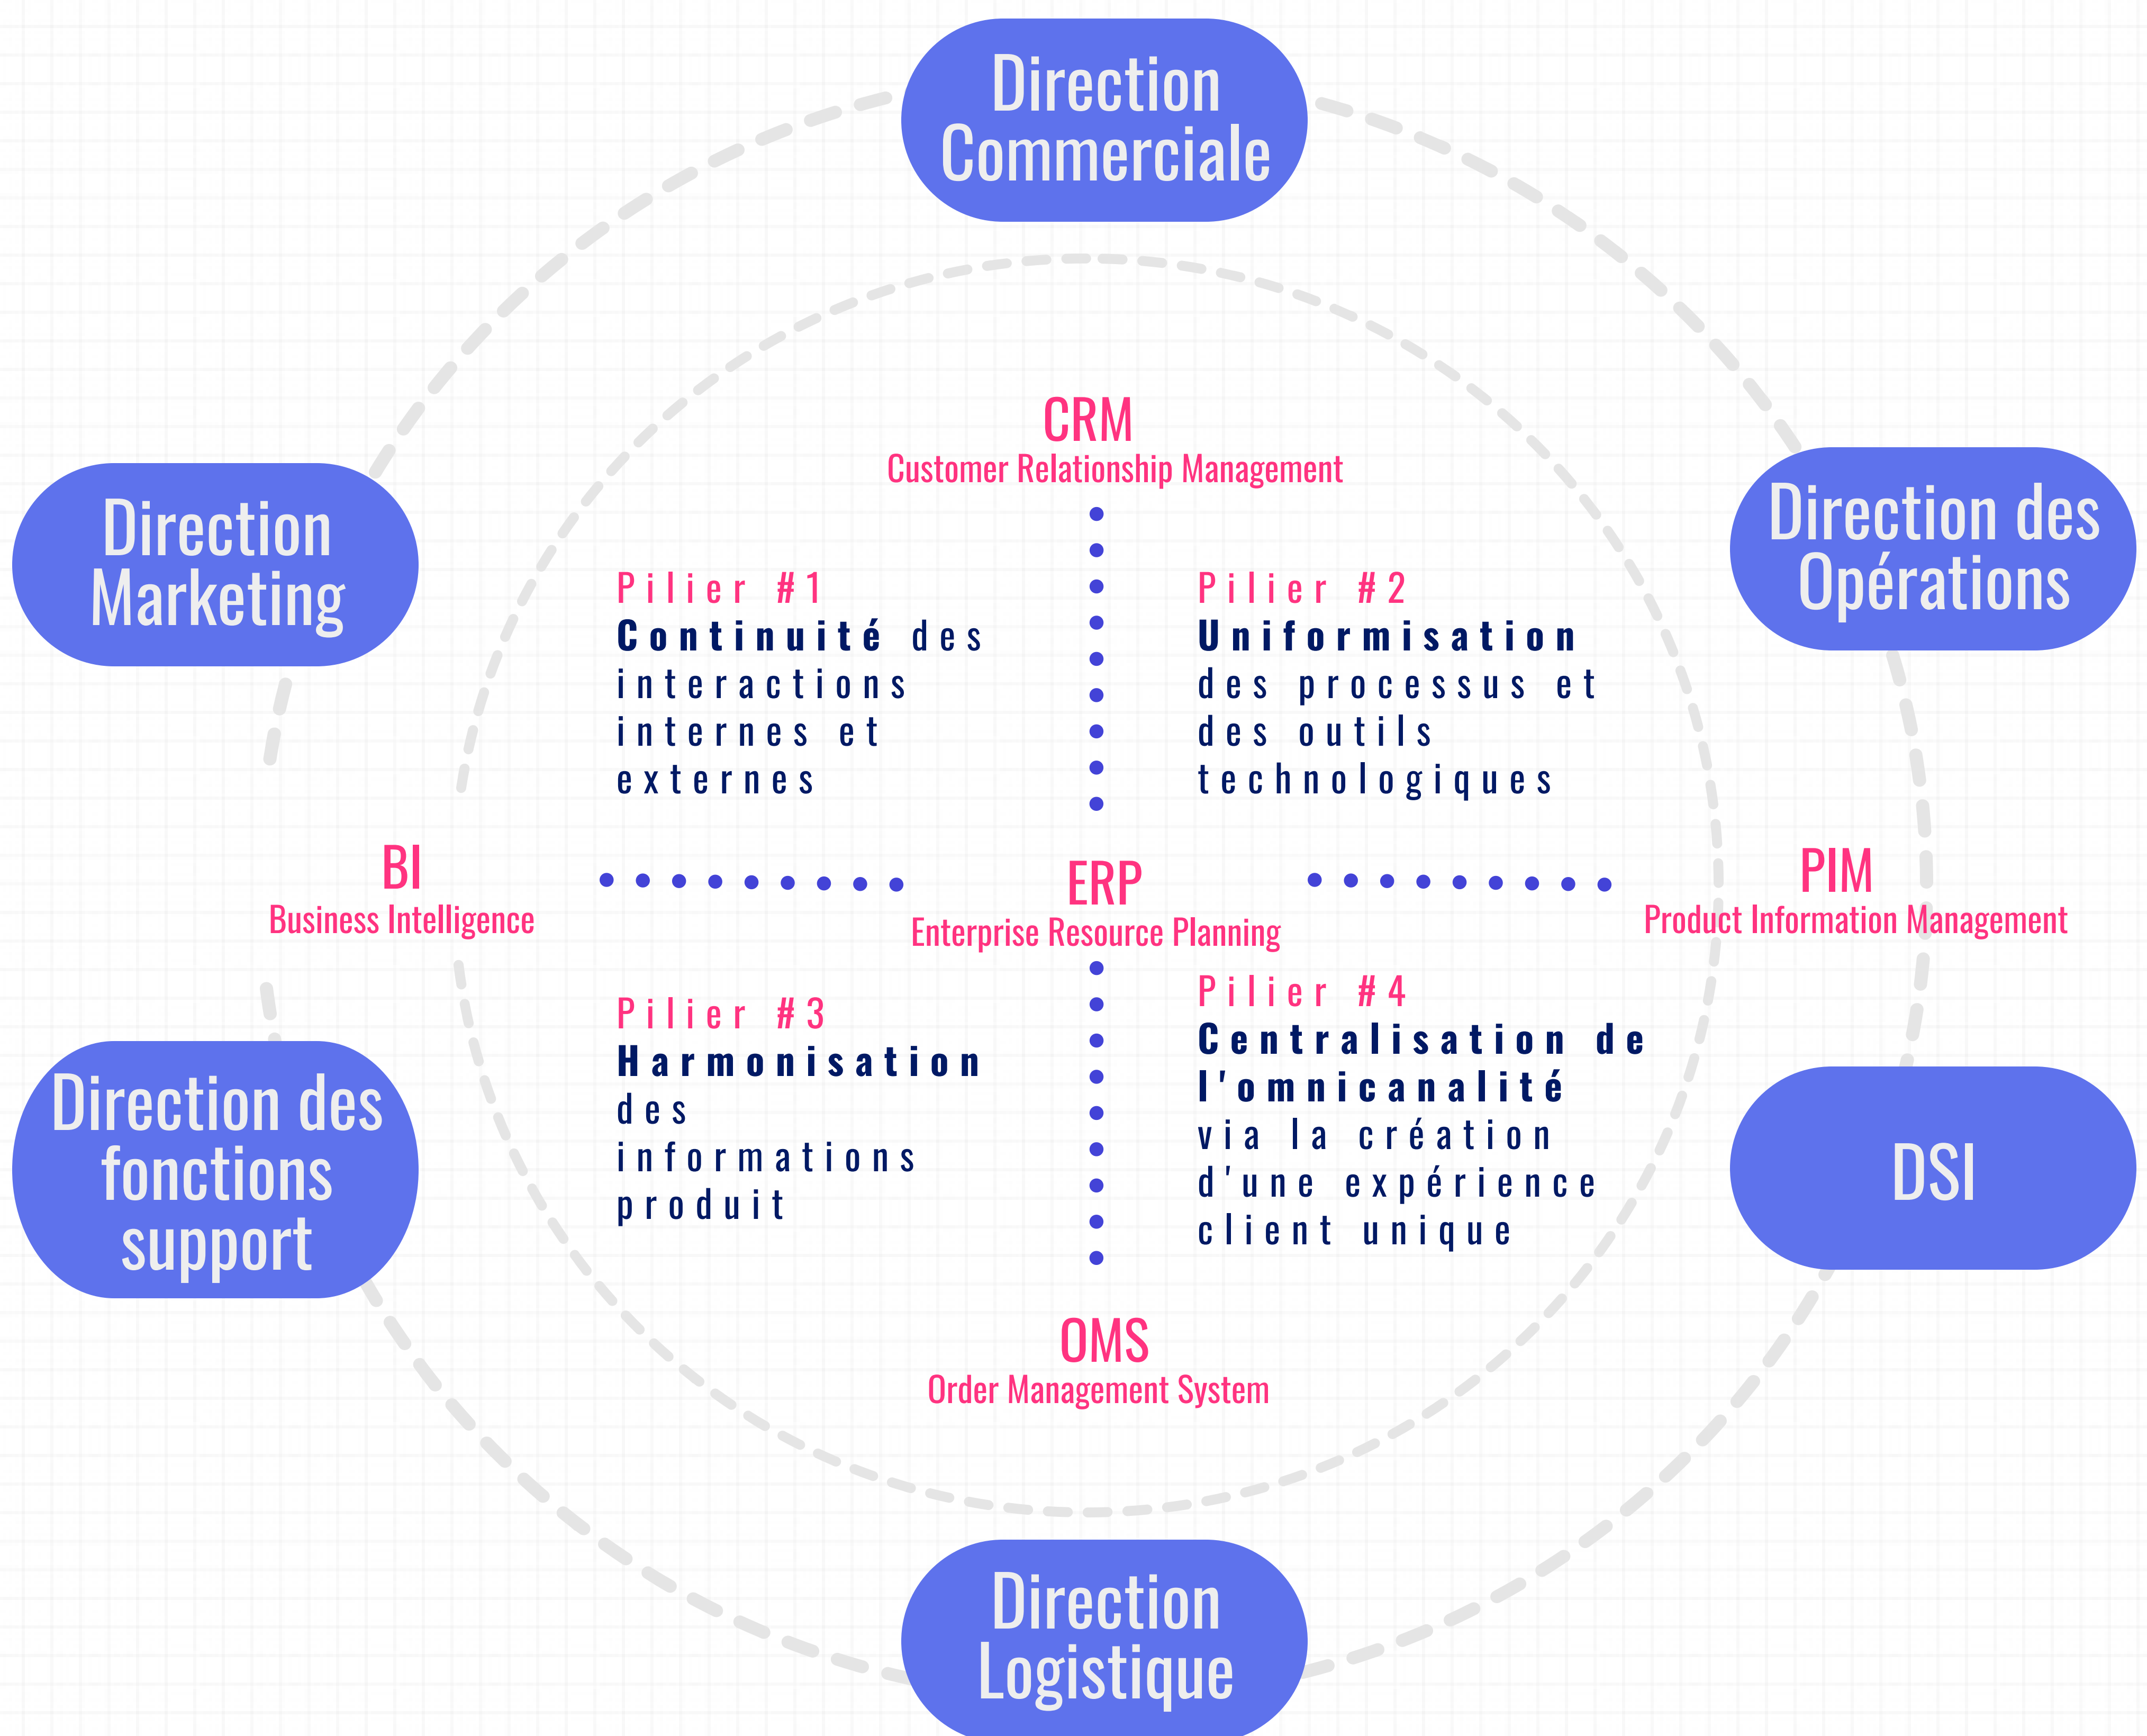 Direction
Commerciale
CRM
Customer Relationship Management
Direction
Marketing
Direction des
Opérations
Pilier #1
Continuité des
interactions
internes et
externes
Pilier #2
Uniformisation
des processus et
des outils
technologiques
BI
Business Intelligence
ERP
Enterprise Resource Planning
PIM
Product Information Management
Pilier #3
Harmonisation
des
informations
produit
Pilier #4
Centralisation de
l'omnicanalité
via la création
d'une expérience
client unique
Direction des
fonctions
support
DSI
OMS
Order Management System
Direction
Logistique